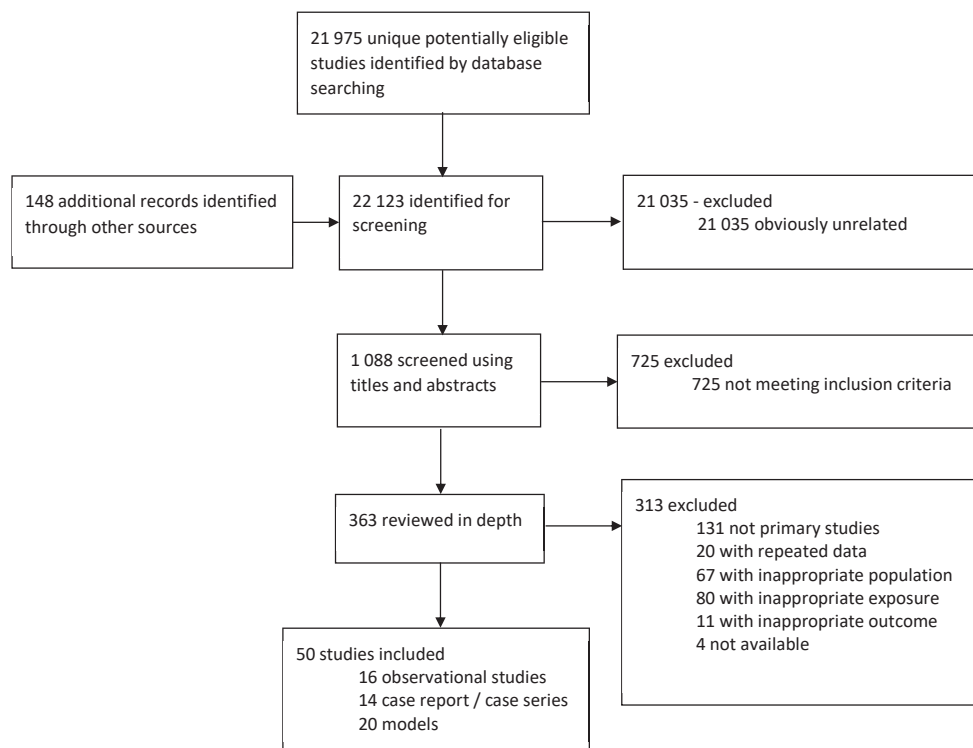 21 975 unique potentially eligible
studies identified by database
searching
148 additional records identified
through other sources
22 123 identified for
screening
21 035 - excluded
21 035 obviously unrelated
1 088 screened using
titles and abstracts
725 excluded
725 not meeting inclusion criteria
363 reviewed in depth
313 excluded
131 not primary studies
20 with repeated data
67 with inappropriate population
80 with inappropriate exposure
11 with inappropriate outcome
4 not available
50 studies included
16 observational studies
14 case report / case series
20 models